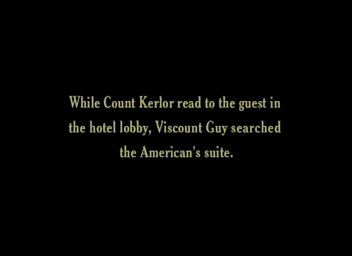 While Count Kerlor read to the guest in
the hotel lobby, Viscount Guy searched
the American's suite.